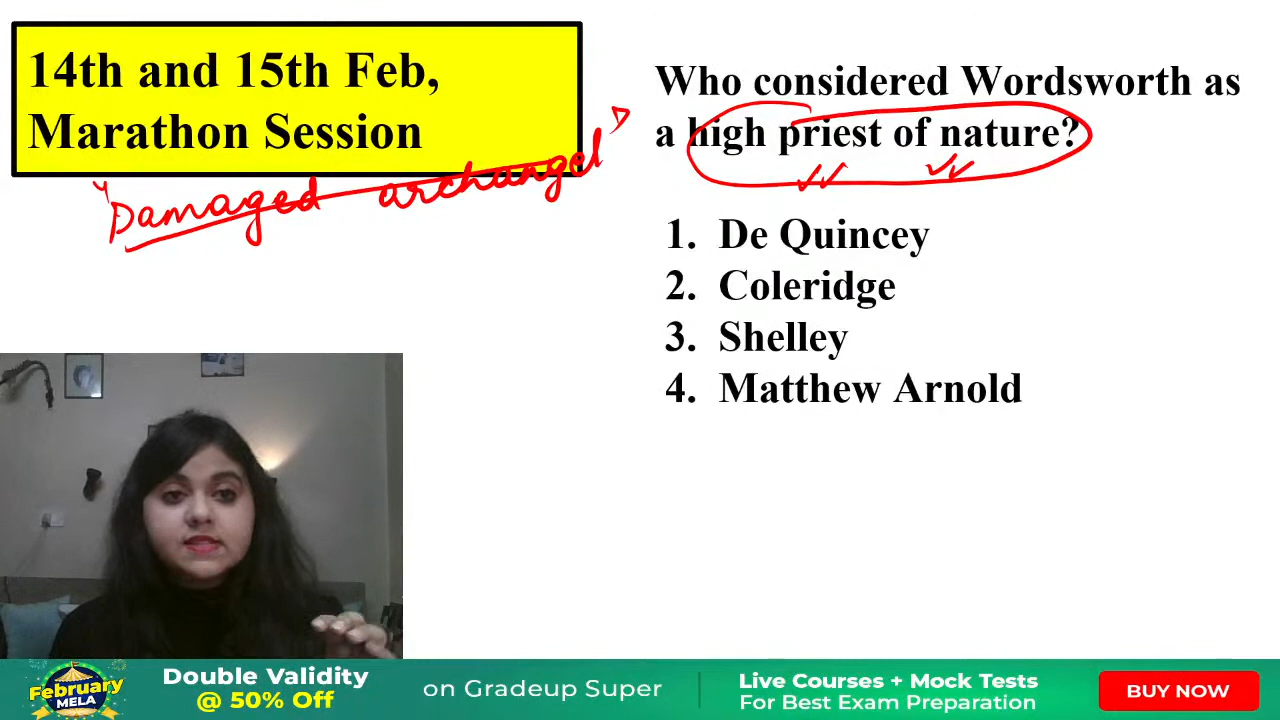 14th and 15th Feb,
Marathon Session
"Damaged archangel"
Who considered Wordsworth as
a high priest of nature?
1. De Quincey
2. Coleridge
3. Shelley
4. Matthew Arnold
February
MELA
Double Validity
@ 50% Off
on Gradeup Super
Live Courses + Mock Tests
For Best Exam Preparation
BUY NOW